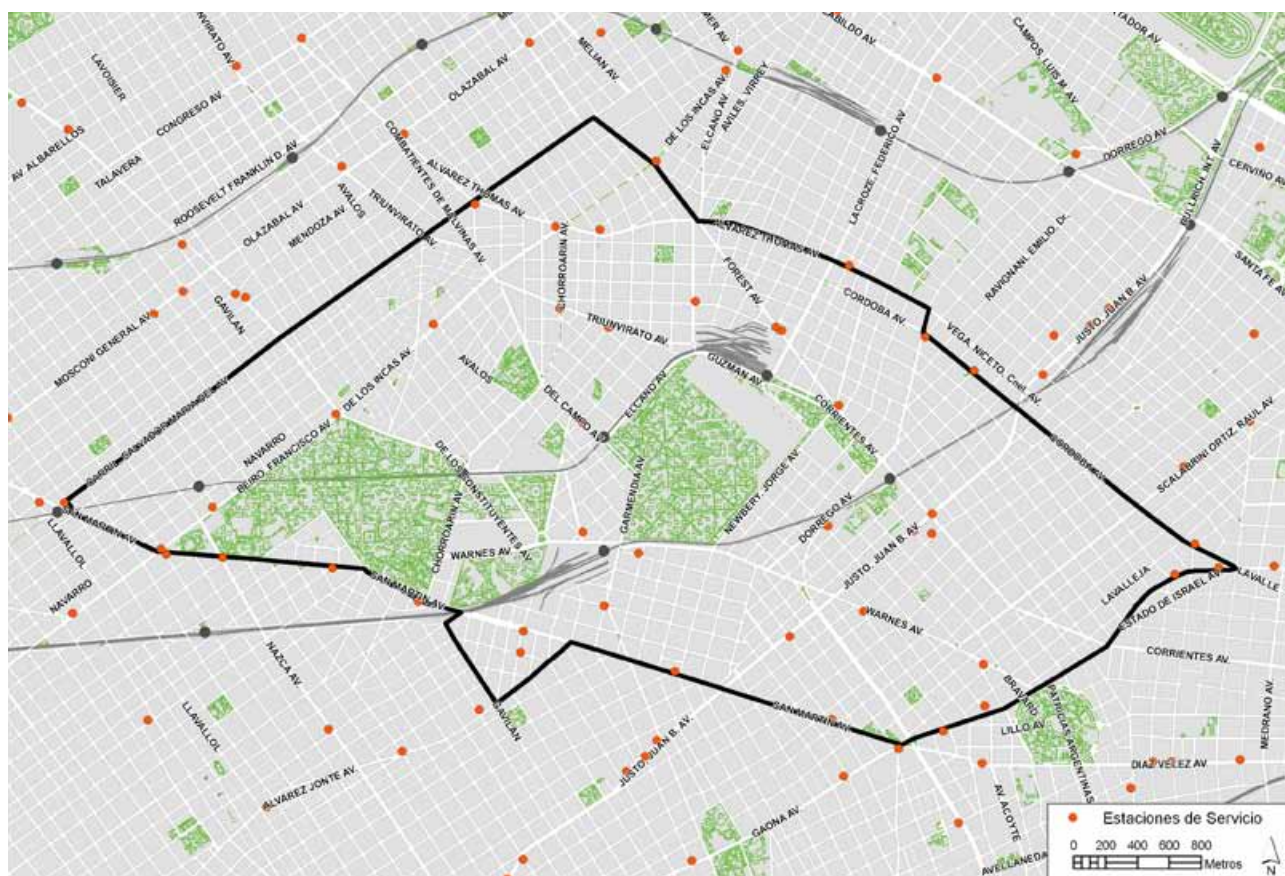 LAVOISIER
CONGRESO AV.
OLAZABAL AV.
MELIAN AV.
CAMPOS, LUIS M. AV.
AV. ALBARELLOS
TALAVERA
ROOSEVELT FRANKLIN D. AV
DE LOS INCAS AV.
ELCANO AV.
AVILES, VIRREY
LACROZE, FEDERICO AV.
DORREGO AV.
CERVIÑO AV.
BULLRICH INT. AV.
COMBATIENTES DE MALVINAS AV.
ALVAREZ THOMAS AV.
AVALOS
TRIUNVIRATO AV.
OLAZABAL AV.
MENDOZA AV.
ALVAREZ THOMAS AV.
RAVIGNANI, EMILIO Dr.
SANTA FE AV.
CHORROARIN AV.
FOREST AV.
CORDOBA AV.
JUSTO, JUAN B. AV.
GAVILAN
MOSCONI GENERAL AV.
TRIUNVIRATO AV.
VEGA, NICETO, Cnel. AV.
AVALOS
GUZMAN AV.
DE LOS INCAS AV.
DEL CAMPO AV.
ELCANO AV.
CORRIENTES AV.
NAVARRO
BEIRO, FRANCISCO AV.
SCALABRINI ORTIZ, RAUL AV.
DE LOS CONSTITUYENTES AV.
GARMENDIA AV.
NEWBERY, JORGE AV.
DORREGO AV.
CHORROARIN AV.
SAN MARTIN AV.
LLAVALLOL
WARNES AV.
JUSTO, JUAN B. AV.
NAVARRO
SAN MARTIN AV.
LAVALLEJA
LAVALLE
ESTADO DE ISRAEL AV.
WARNES AV.
NAZCA AV.
CORRIENTES AV.
BRAVARD
PATRICIAS ARGENTINAS
MEDRANO AV.
GAVILAN
SAN MARTIN AV.
LILLO AV.
LLAVALLOL
JUSTO, JUAN B. AV.
DIAZ VELEZ AV.
ALVAREZ JONTE AV.
GAONA AV.
AV. ACOYTE
AVELLANEDA
Estaciones de Servicio
0 200 400 600 800
Metros
N